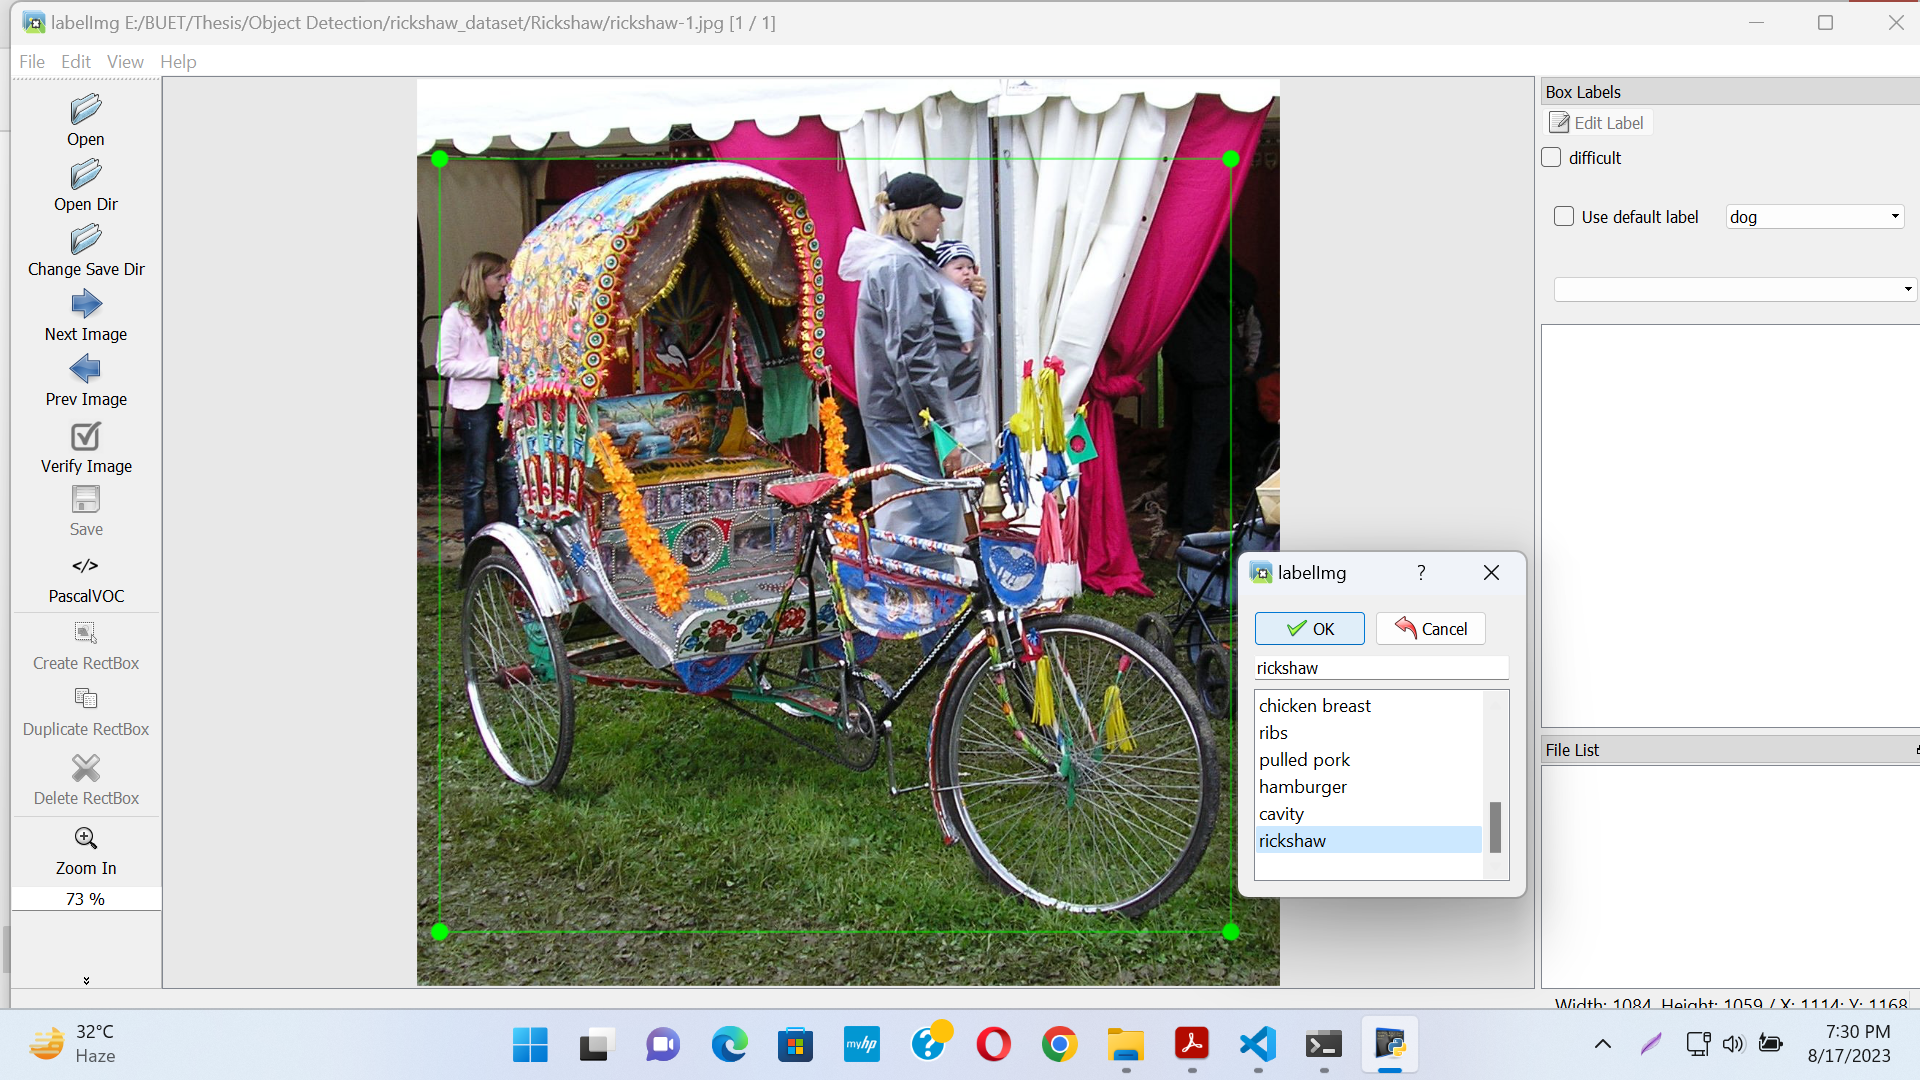 labelImg E:/BUET/Thesis/Object Detection/rickshaw_dataset/Rickshaw/rickshaw-1.jpg [1 / 1]
File Edit View Help
Open
Open Dir
Change Save Dir
Next Image
Prev Image
Verify Image
Save
</>
PascalVOC
Create RectBox
Duplicate RectBox
Delete RectBox
Zoom In
73 %
Box Labels
Edit Label
difficult
Use default label dog
File List
labelImg ?
OK Cancel
rickshaw
chicken breast
ribs
pulled pork
hamburger
cavity
rickshaw
Width: 1084, Height: 1059 / X: 1114; Y: 1168
32°C
Haze
myhp
?
7:30 PM
8/17/2023